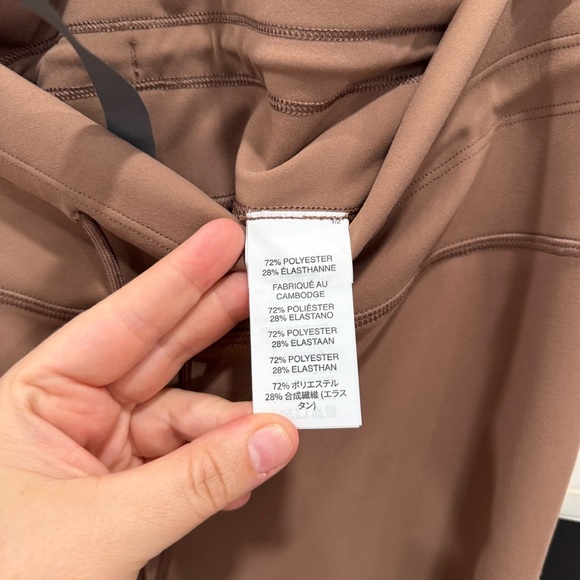 72% POLYESTER
28% ÉLASTHANNE
FABRIQUÉ AU
CAMBODGE
72% POLIÉSTER
28% ELASTANO
72% POLYESTER
28% ELASTAAN
72% POLYESTER
28% ELASTHAN
72% ポリエステル
28% 合成繊維 (エラス
タン)